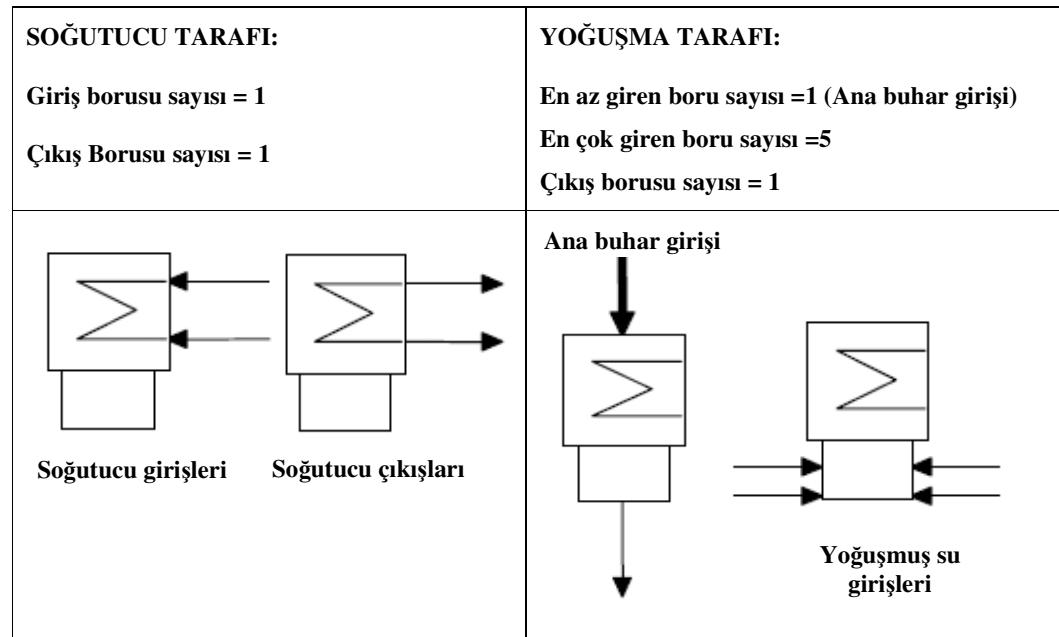 SOĞUTUCU TARAFI:
Giriş borusu sayısı = 1
Çıkış Borusu sayısı = 1
YOĞUŞMA TARAFI:
En az giren boru sayısı =1 (Ana buhar girişi)
En çok giren boru sayısı =5
Çıkış borusu sayısı = 1
Soğutucu girişleri
Soğutucu çıkışları
Ana buhar girişi
Yoğuşmuş su
girişleri